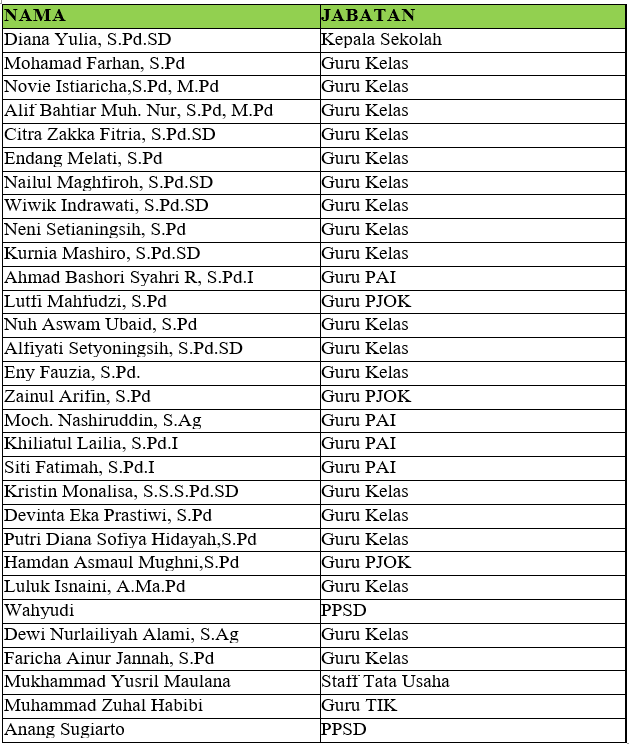 NAMA JABATAN
Diana Yulia, S.Pd.SD Kepala Sekolah
Mohamad Farhan, S.Pd Guru Kelas
Novie Istiaricha,S.Pd, M.Pd Guru Kelas
Alif Bahtiar Muh. Nur, S.Pd, M.Pd Guru Kelas
Citra Zakka Fitria, S.Pd.SD Guru Kelas
Endang Melati, S.Pd Guru Kelas
Nailul Maghfiroh, S.Pd.SD Guru Kelas
Wiwik Indrawati, S.Pd.SD Guru Kelas
Neni Setianingsih, S.Pd Guru Kelas
Kurnia Mashiro, S.Pd.SD Guru Kelas
Ahmad Bashori Syahri R, S.Pd.I Guru PAI
Lutfi Mahfudzi, S.Pd Guru PJOK
Nuh Aswam Ubaid, S.Pd Guru Kelas
Alfiyati Setyoningsih, S.Pd.SD Guru Kelas
Eny Fauzia, S.Pd. Guru Kelas
Zainul Arifin, S.Pd Guru PJOK
Moch. Nashiruddin, S.Ag Guru PAI
Khiliatul Lailia, S.Pd.I Guru PAI
Siti Fatimah, S.Pd.I Guru PAI
Kristin Monalisa, S.S.S.Pd.SD Guru Kelas
Devinta Eka Prastiwi, S.Pd Guru Kelas
Putri Diana Sofiya Hidayah,S.Pd Guru Kelas
Hamdan Asmaul Mughni,S.Pd Guru PJOK
Luluk Isnaini, A.Ma.Pd Guru Kelas
Wahyudi PPSD
Dewi Nurlailiyah Alami, S.Ag Guru Kelas
Faricha Ainur Jannah, S.Pd Guru Kelas
Mukhammad Yusril Maulana Staff Tata Usaha
Muhammad Zuhal Habibi Guru TIK
Anang Sugiarto PPSD